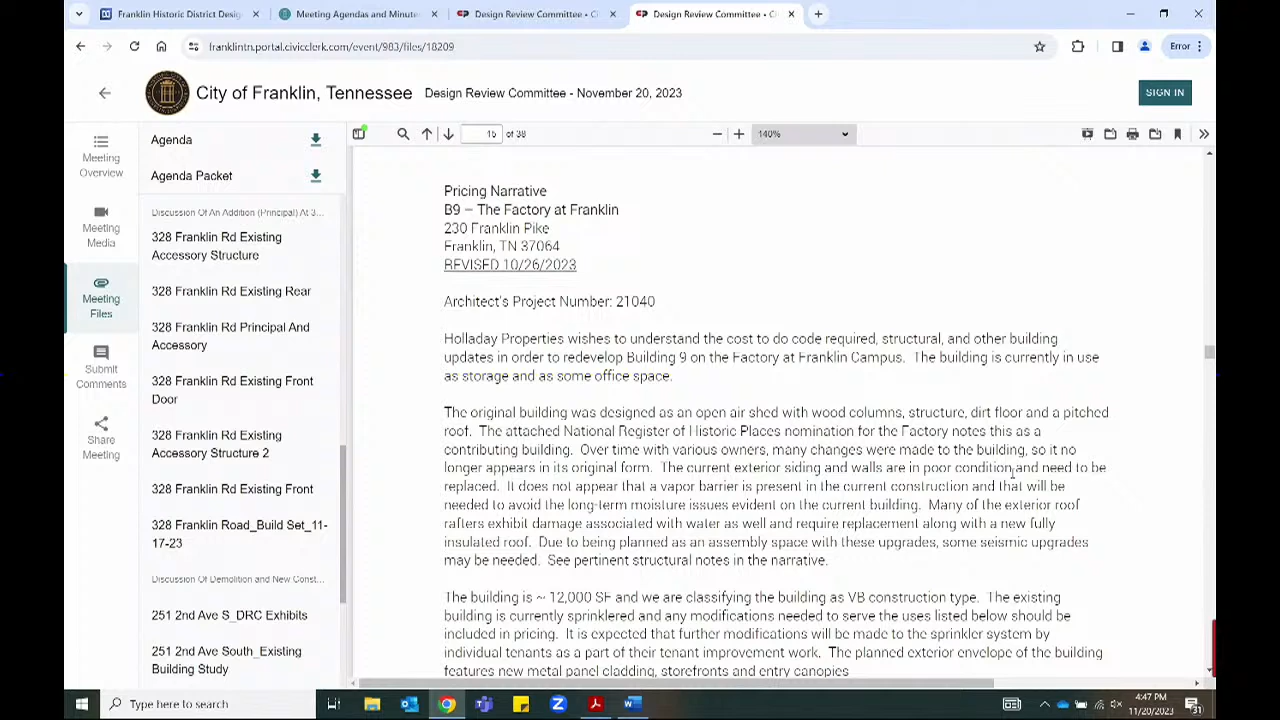 Franklin Historic District Desig
Meeting Agendas and Minute
Design Review Committee - Ci
Design Review Committee - Ci
franklintn.portal.civicclerk.com/event/983/files/18209
Error
City of Franklin, Tennessee
Design Review Committee - November 20, 2023
SIGN IN
Meeting Overview
Meeting Media
Meeting Files
Submit Comments
Share Meeting
Agenda
Agenda Packet
Discussion Of An Addition (Principal) At 3...
328 Franklin Rd Existing
Accessory Structure
328 Franklin Rd Existing Rear
328 Franklin Rd Principal And
Accessory
328 Franklin Rd Existing Front
Door
328 Franklin Rd Existing
Accessory Structure 2
328 Franklin Rd Existing Front
328 Franklin Road_Build Set_11-
17-23
Discussion Of Demolition and New Const...
251 2nd Ave S_DRC Exhibits
251 2nd Ave South_Existing
Building Study
15 of 38
140%
Pricing Narrative
B9 – The Factory at Franklin
230 Franklin Pike
Franklin, TN 37064
REVISED 10/26/2023
Architect's Project Number: 21040
Holladay Properties wishes to understand the cost to do code required, structural, and other building
updates in order to redevelop Building 9 on the Factory at Franklin Campus. The building is currently in use
as storage and as some office space.
The original building was designed as an open air shed with wood columns, structure, dirt floor and a pitched
roof. The attached National Register of Historic Places nomination for the Factory notes this as a
contributing building. Over time with various owners, many changes were made to the building, so it no
longer appears in its original form. The current exterior siding and walls are in poor condition and need to be
replaced. It does not appear that a vapor barrier is present in the current construction and that will be
needed to avoid the long-term moisture issues evident on the current building. Many of the exterior roof
rafters exhibit damage associated with water as well and require replacement along with a new fully
insulated roof. Due to being planned as an assembly space with these upgrades, some seismic upgrades
may be needed. See pertinent structural notes in the narrative.
The building is ~ 12,000 SF and we are classifying the building as VB construction type. The existing
building is currently sprinklered and any modifications needed to serve the uses listed below should be
included in pricing. It is expected that further modifications will be made to the sprinkler system by
individual tenants as a part of their tenant improvement work. The planned exterior envelope of the building
features new metal panel cladding, storefronts and entry canopies
Type here to search
4:47 PM
11/20/2023
31